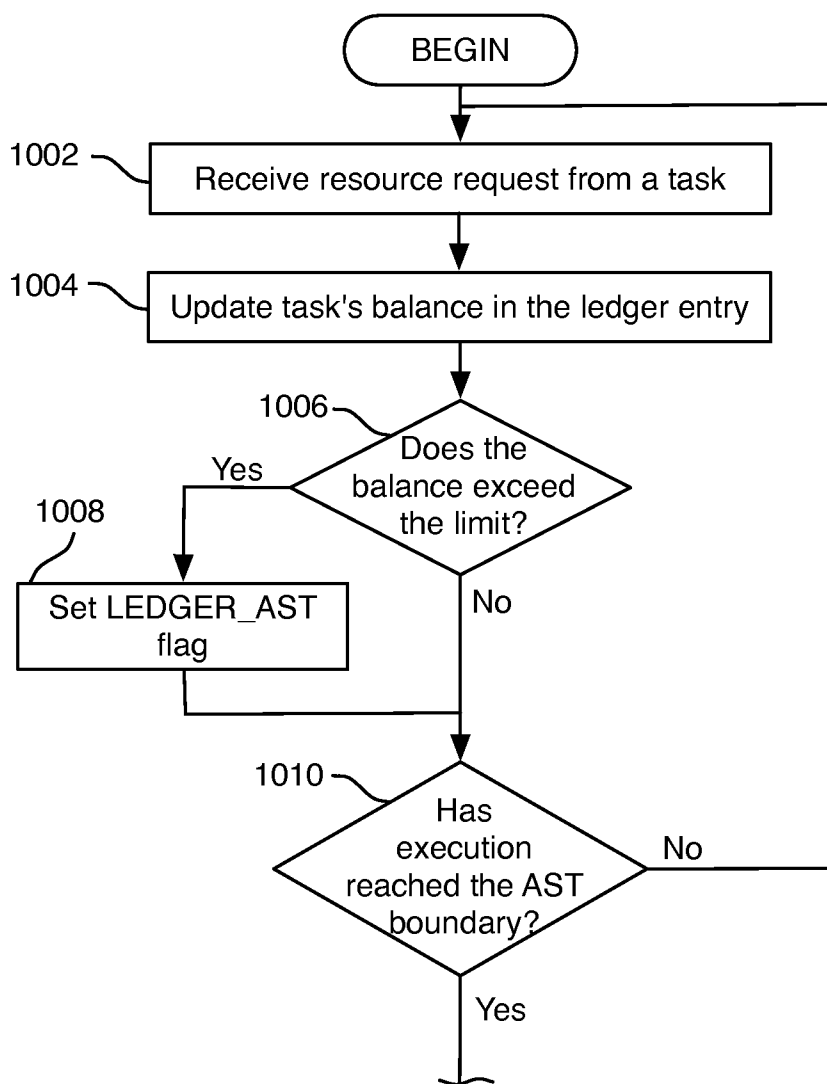 BEGIN
1002
Receive resource request from a task
1004
Update task's balance in the ledger entry
1006
Does the
balance exceed
the limit?
Yes
1008
Set LEDGER_AST
flag
No
1010
Has
execution
reached the AST
boundary?
No
Yes